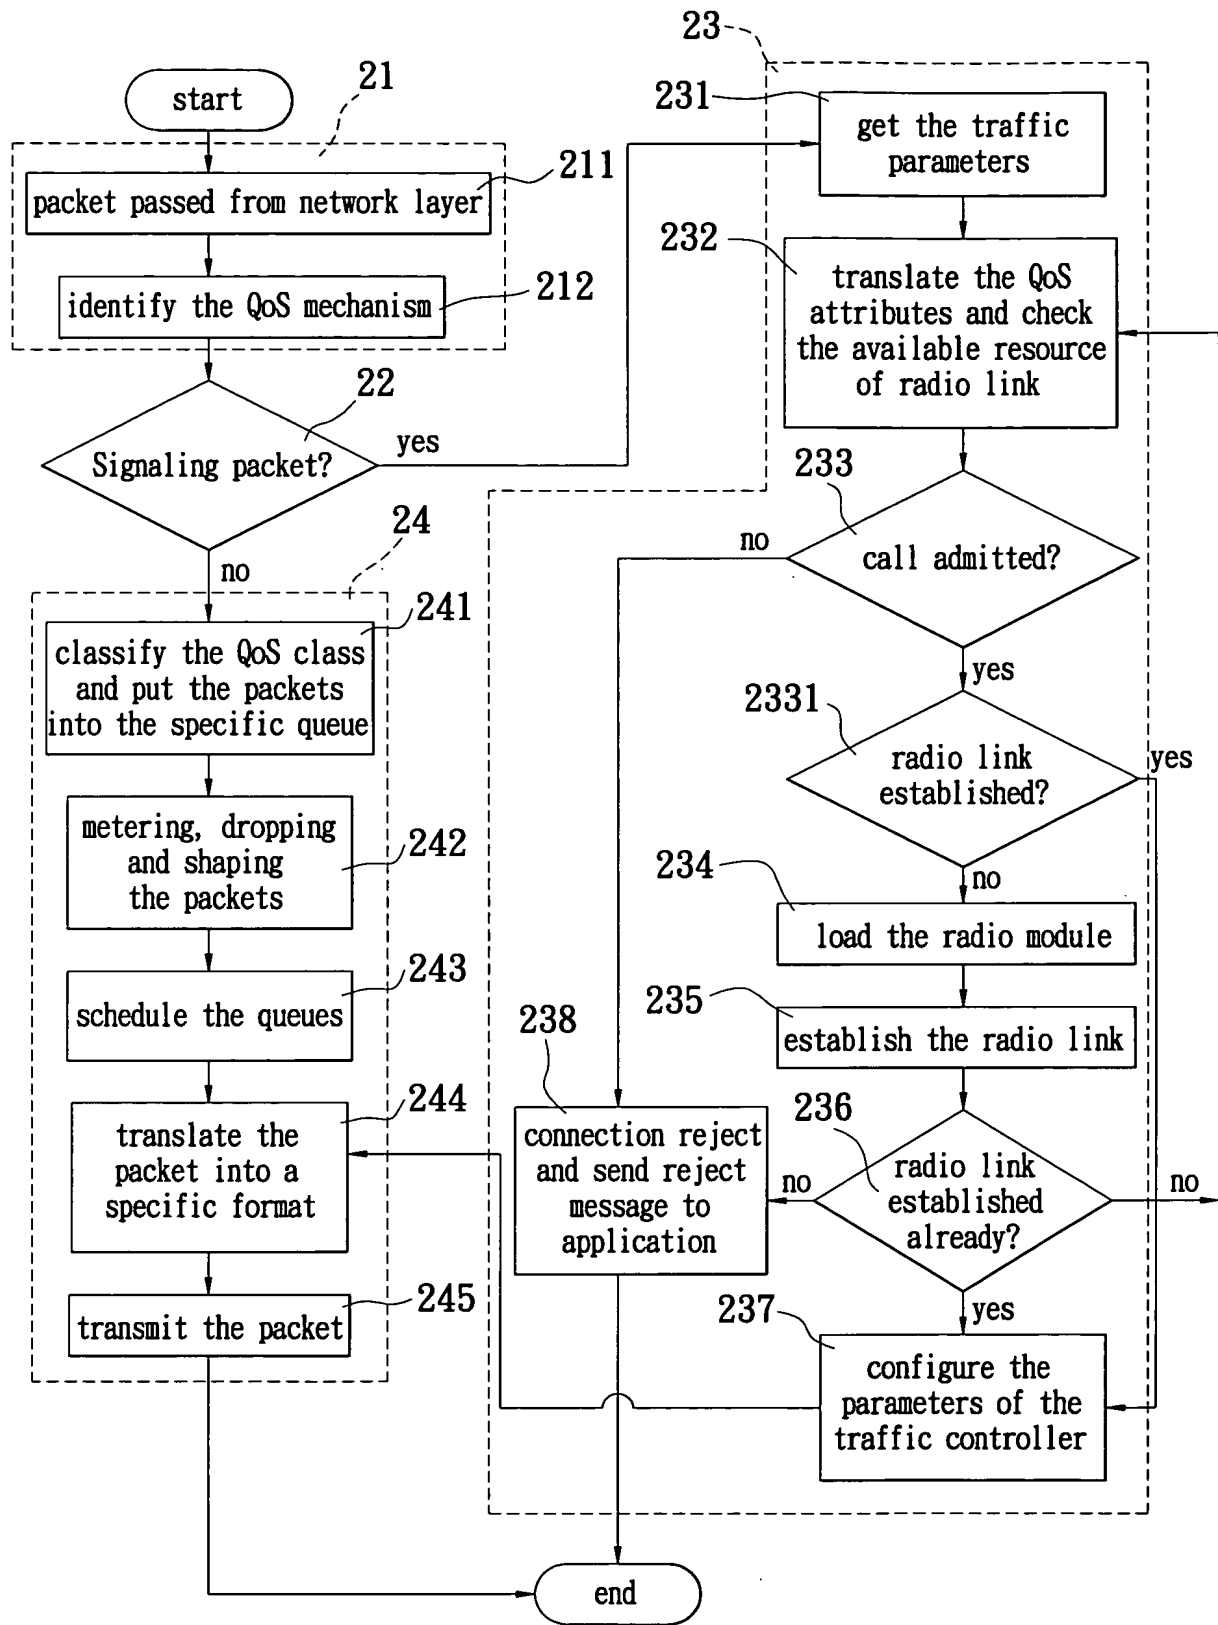 start
21
211
packet passed from network layer
212
identify the QoS mechanism
22
Signaling packet?
yes
no
24
241
classify the QoS class
and put the packets
into the specific queue
242
metering, dropping
and shaping
the packets
243
schedule the queues
244
translate the
packet into a
specific format
245
transmit the packet
23
231
get the traffic
parameters
232
translate the QoS
attributes and check
the available resource
of radio link
233
no
call admitted?
yes
2331
radio link
established?
yes
no
234
load the radio module
235
establish the radio link
236
radio link
established
already?
no
no
yes
238
connection reject
and send reject
message to
application
237
configure the
parameters of the
traffic controller
end